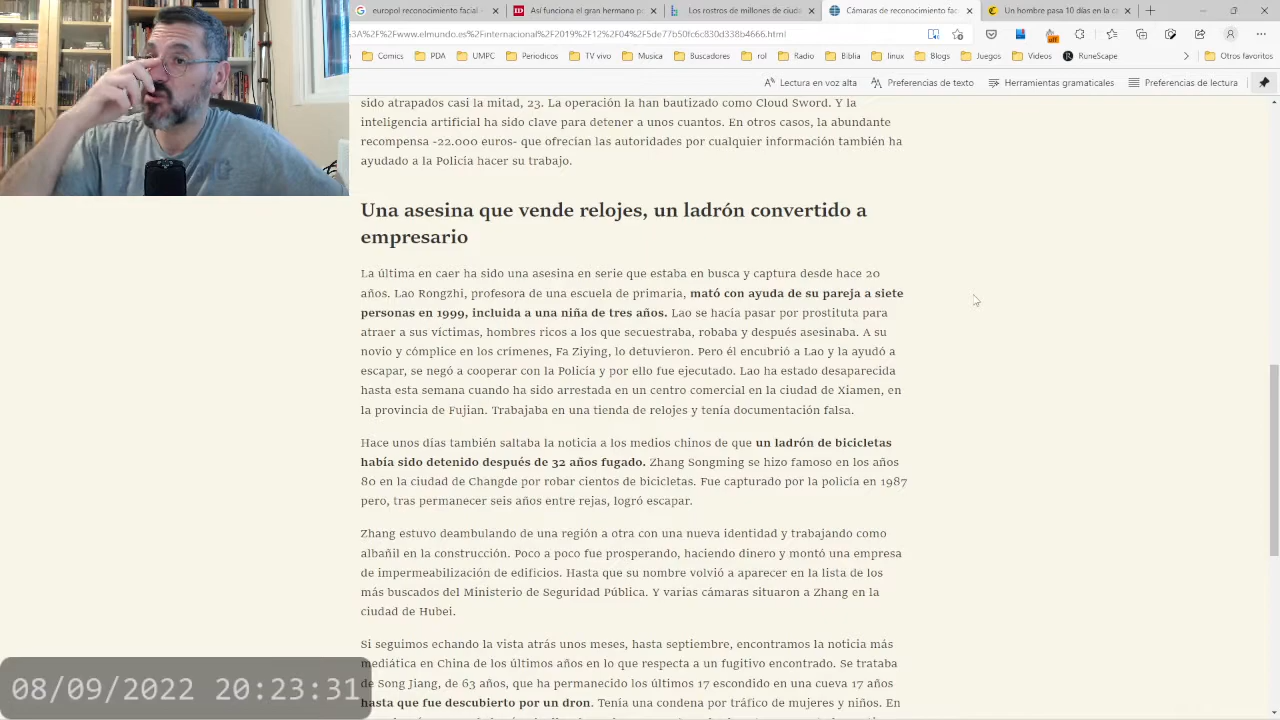 europol reconocimiento facial -
Así funciona el gran hermano po
Los rostros de millones de ciuda
Cámaras de reconocimiento fac
Un hombre pasa 10 días en la c
3A%2F%2Fwww.elmundo.es%2Finternacional%2F2019%2F12%2F04%2F5de77b50fc6c830d338b4666.html
off
Comics
PDA
UMPC
Periodicos
TV vivo
Musica
Buscadores
rol
Radio
Biblia
linux
Blogs
Juegos
Videos
RuneScape
Otros favoritos
Lectura en voz alta
Preferencias de texto
Herramientas gramaticales
Preferencias de lectura
sido atrapados casi la mitad, 23. La operación la han bautizado como Cloud Sword. Y la
inteligencia artificial ha sido clave para detener a unos cuantos. En otros casos, la abundante
recompensa -22.000 euros- que ofrecían las autoridades por cualquier información también ha
ayudado a la Policía hacer su trabajo.
Una asesina que vende relojes, un ladrón convertido a
empresario
La última en caer ha sido una asesina en serie que estaba en busca y captura desde hace 20
años. Lao Rongzhi, profesora de una escuela de primaria, mató con ayuda de su pareja a siete
personas en 1999, incluida a una niña de tres años. Lao se hacía pasar por prostituta para
atraer a sus víctimas, hombres ricos a los que secuestraba, robaba y después asesinaba. A su
novio y cómplice en los crímenes, Fa Ziying, lo detuvieron. Pero él encubrió a Lao y la ayudó a
escapar, se negó a cooperar con la Policía y por ello fue ejecutado. Lao ha estado desaparecida
hasta esta semana cuando ha sido arrestada en un centro comercial en la ciudad de Xiamen, en
la provincia de Fujian. Trabajaba en una tienda de relojes y tenía documentación falsa.
Hace unos días también saltaba la noticia a los medios chinos de que un ladrón de bicicletas
había sido detenido después de 32 años fugado. Zhang Songming se hizo famoso en los años
80 en la ciudad de Changde por robar cientos de bicicletas. Fue capturado por la policía en 1987
pero, tras permanecer seis años entre rejas, logró escapar.
Zhang estuvo deambulando de una región a otra con una nueva identidad y trabajando como
albañil en la construcción. Poco a poco fue prosperando, haciendo dinero y montó una empresa
de impermeabilización de edificios. Hasta que su nombre volvió a aparecer en la lista de los
más buscados del Ministerio de Seguridad Pública. Y varias cámaras situaron a Zhang en la
ciudad de Hubei.
Si seguimos echando la vista atrás unos meses, hasta septiembre, encontramos la noticia más
mediática en China de los últimos años en lo que respecta a un fugitivo encontrado. Se trataba
de Song Jiang, de 63 años, que ha permanecido los últimos 17 escondido en una cueva 17 años
hasta que fue descubierto por un dron. Tenía una condena por tráfico de mujeres y niños. En
08/09/2022 20:23:31